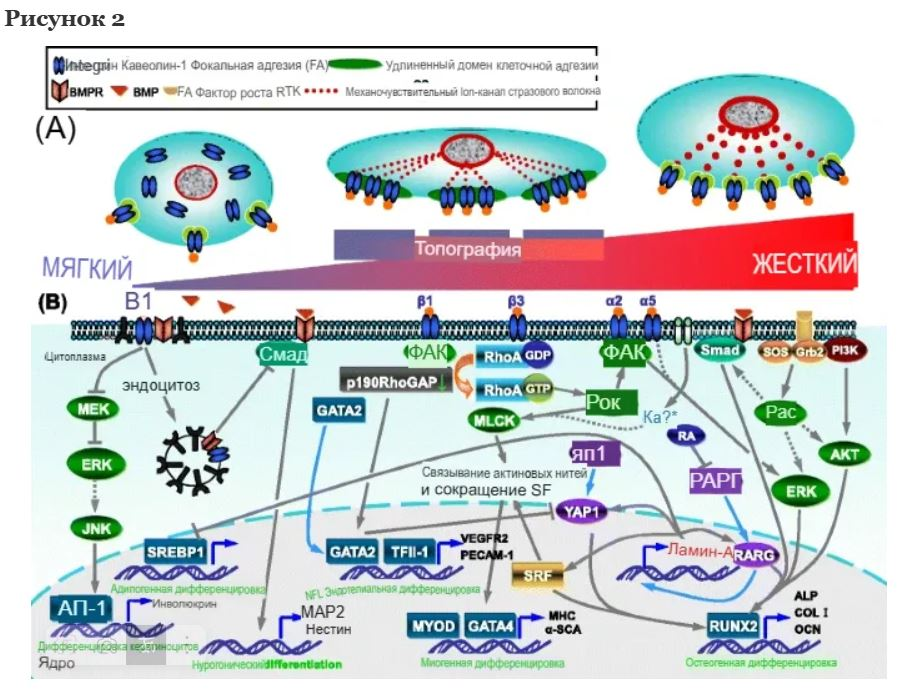 Рисунок 2
Кавеолин-1 Фокальная адгезия (FA) Удлиненный домен клеточной адгезии
BMPR BMP FA Фактор роста RTK Механочувствительный Ion-канал стразового волокна
(A)
Топография
МЯГКИЙ ЖЕСТКИЙ
(B) B1 β1 β3 α2 α5
Цитоплазма Смад ФАК RhoA GDP ФАК Smad SOS Grb2 PI3K
эндоцитоз p190RhoGAP RhoA GTP
MEK GATA2 MLCK Рок Ка?* RA Рас
ERK яп1 РАРГ AKT
Связывание актиновых нитей
и сокращение SF ERK
JNK YAP1
SREBP1 GATA2 TFII-1 VEGFR2
PECAM-1
Ламин-А RARG
SRF
Адипогенная дифференцировка NFL Эндотелиальная дифференцировка
АП-1 Инволюкрин MAP2
Нестин
MYOD GATA4 MHC
α-SCA
RUNX2 ALP
COL I
OCN
Дифференцировка кератиноцитов
Ядро Нурогонический differentiation Миогенная дифференцировка Остеогенная дифференцировка